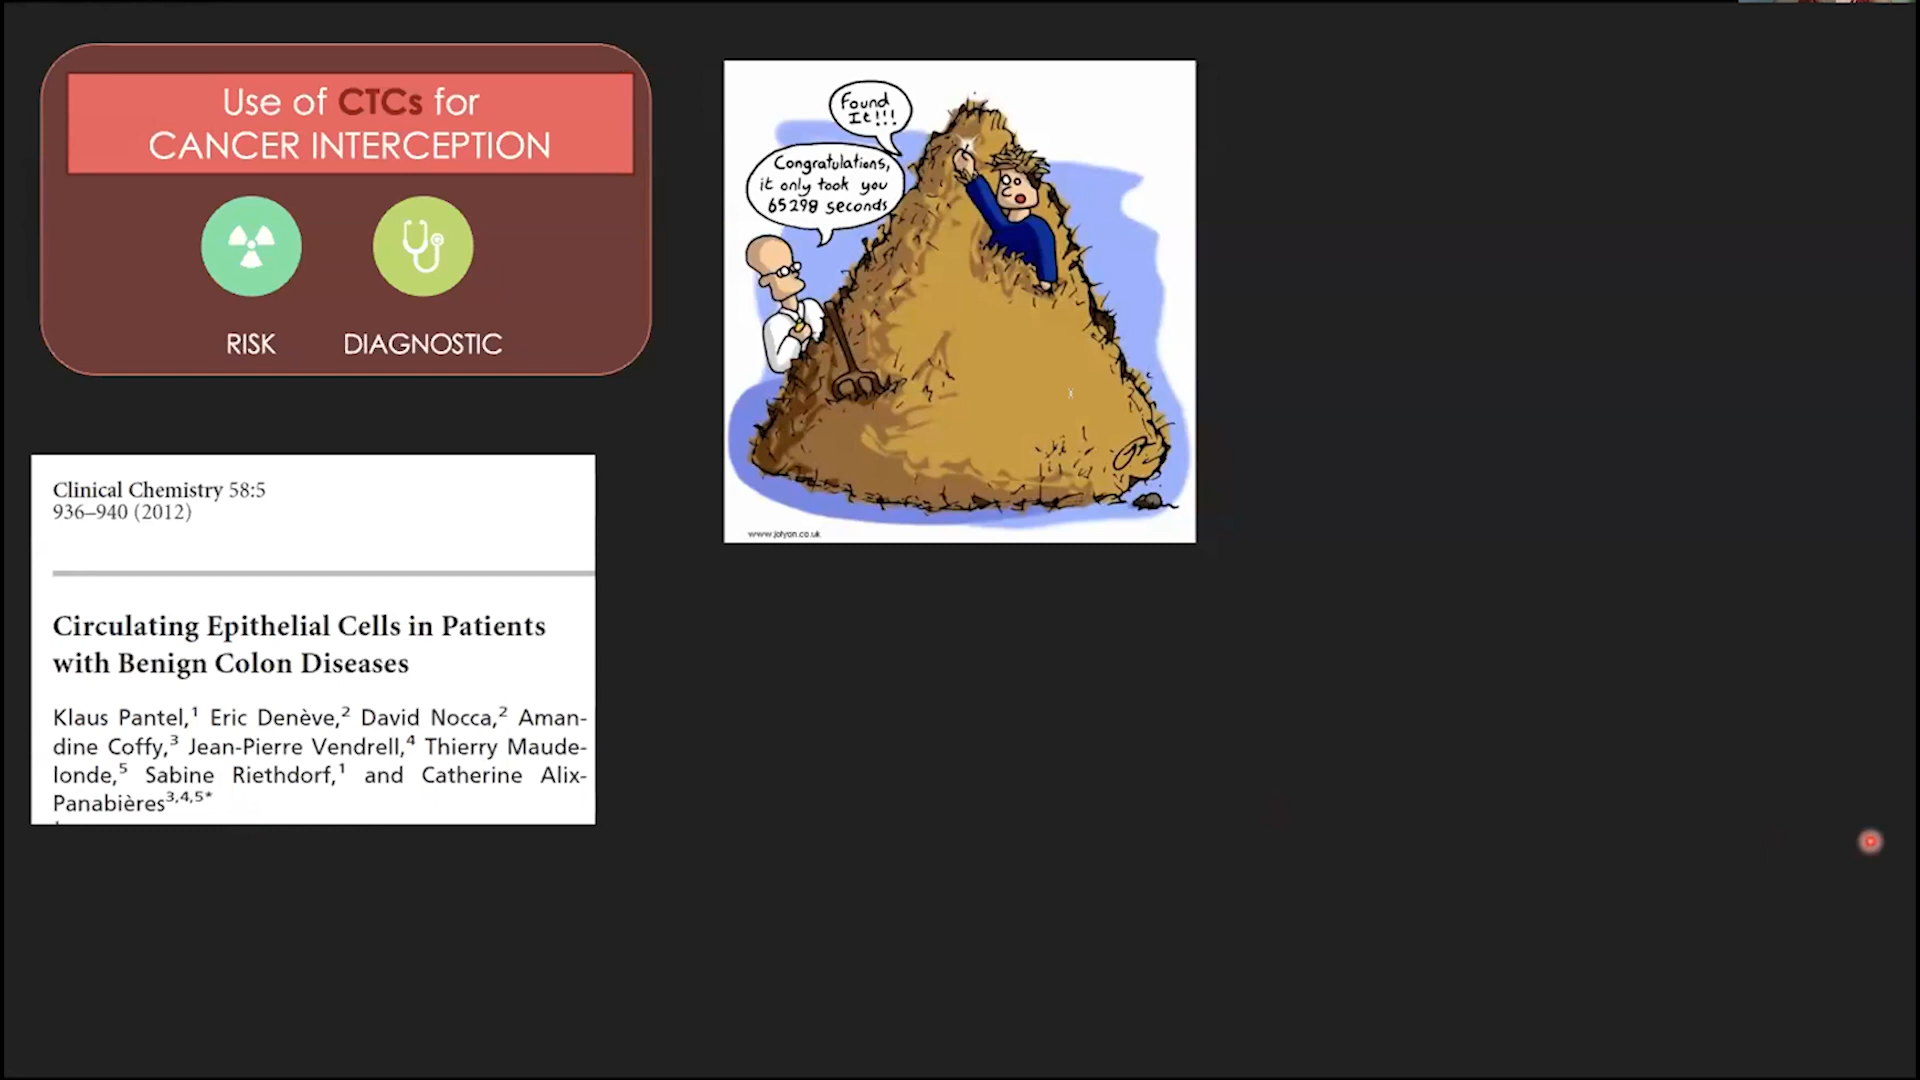 Use of CTCs for
CANCER INTERCEPTION
RISK
DIAGNOSTIC
Found
It!!!
Congratulations,
it only took you
65298 seconds
www.jolyon.co.uk
Clinical Chemistry 58:5
936–940 (2012)
Circulating Epithelial Cells in Patients
with Benign Colon Diseases
Klaus Pantel,¹ Eric Denève,² David Nocca,² Aman-
dine Coffy,³ Jean-Pierre Vendrell,⁴ Thierry Maude-
londe,⁵ Sabine Riethdorf,¹ and Catherine Alix-
Panabières³,⁴,⁵*